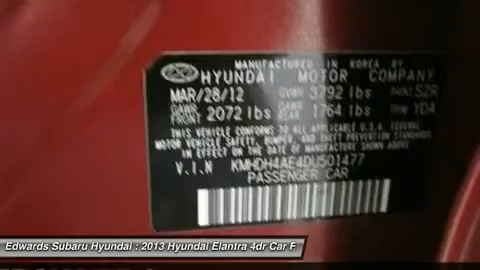 MANUFACTURED IN KOREA BY
HYUNDAI MOTOR COMPANY
MAR/28/12 GVWR 3792 lbs PAINT S2R
GAWR FRONT 2072 lbs GAWR REAR 1764 lbs TRIM YDA
THIS VEHICLE CONFORMS TO ALL APPLICABLE U.S. FEDERAL
MOTOR VEHICLE SAFETY, BUMPER, AND THEFT PREVENTION STANDARDS
IN EFFECT ON THE DATE OF MANUFACTURE SHOWN ABOVE.
V.I.N KMHDH4AE4DU501477
PASSENGER CAR
Edwards Subaru Hyundai : 2013 Hyundai Elantra 4dr Car F